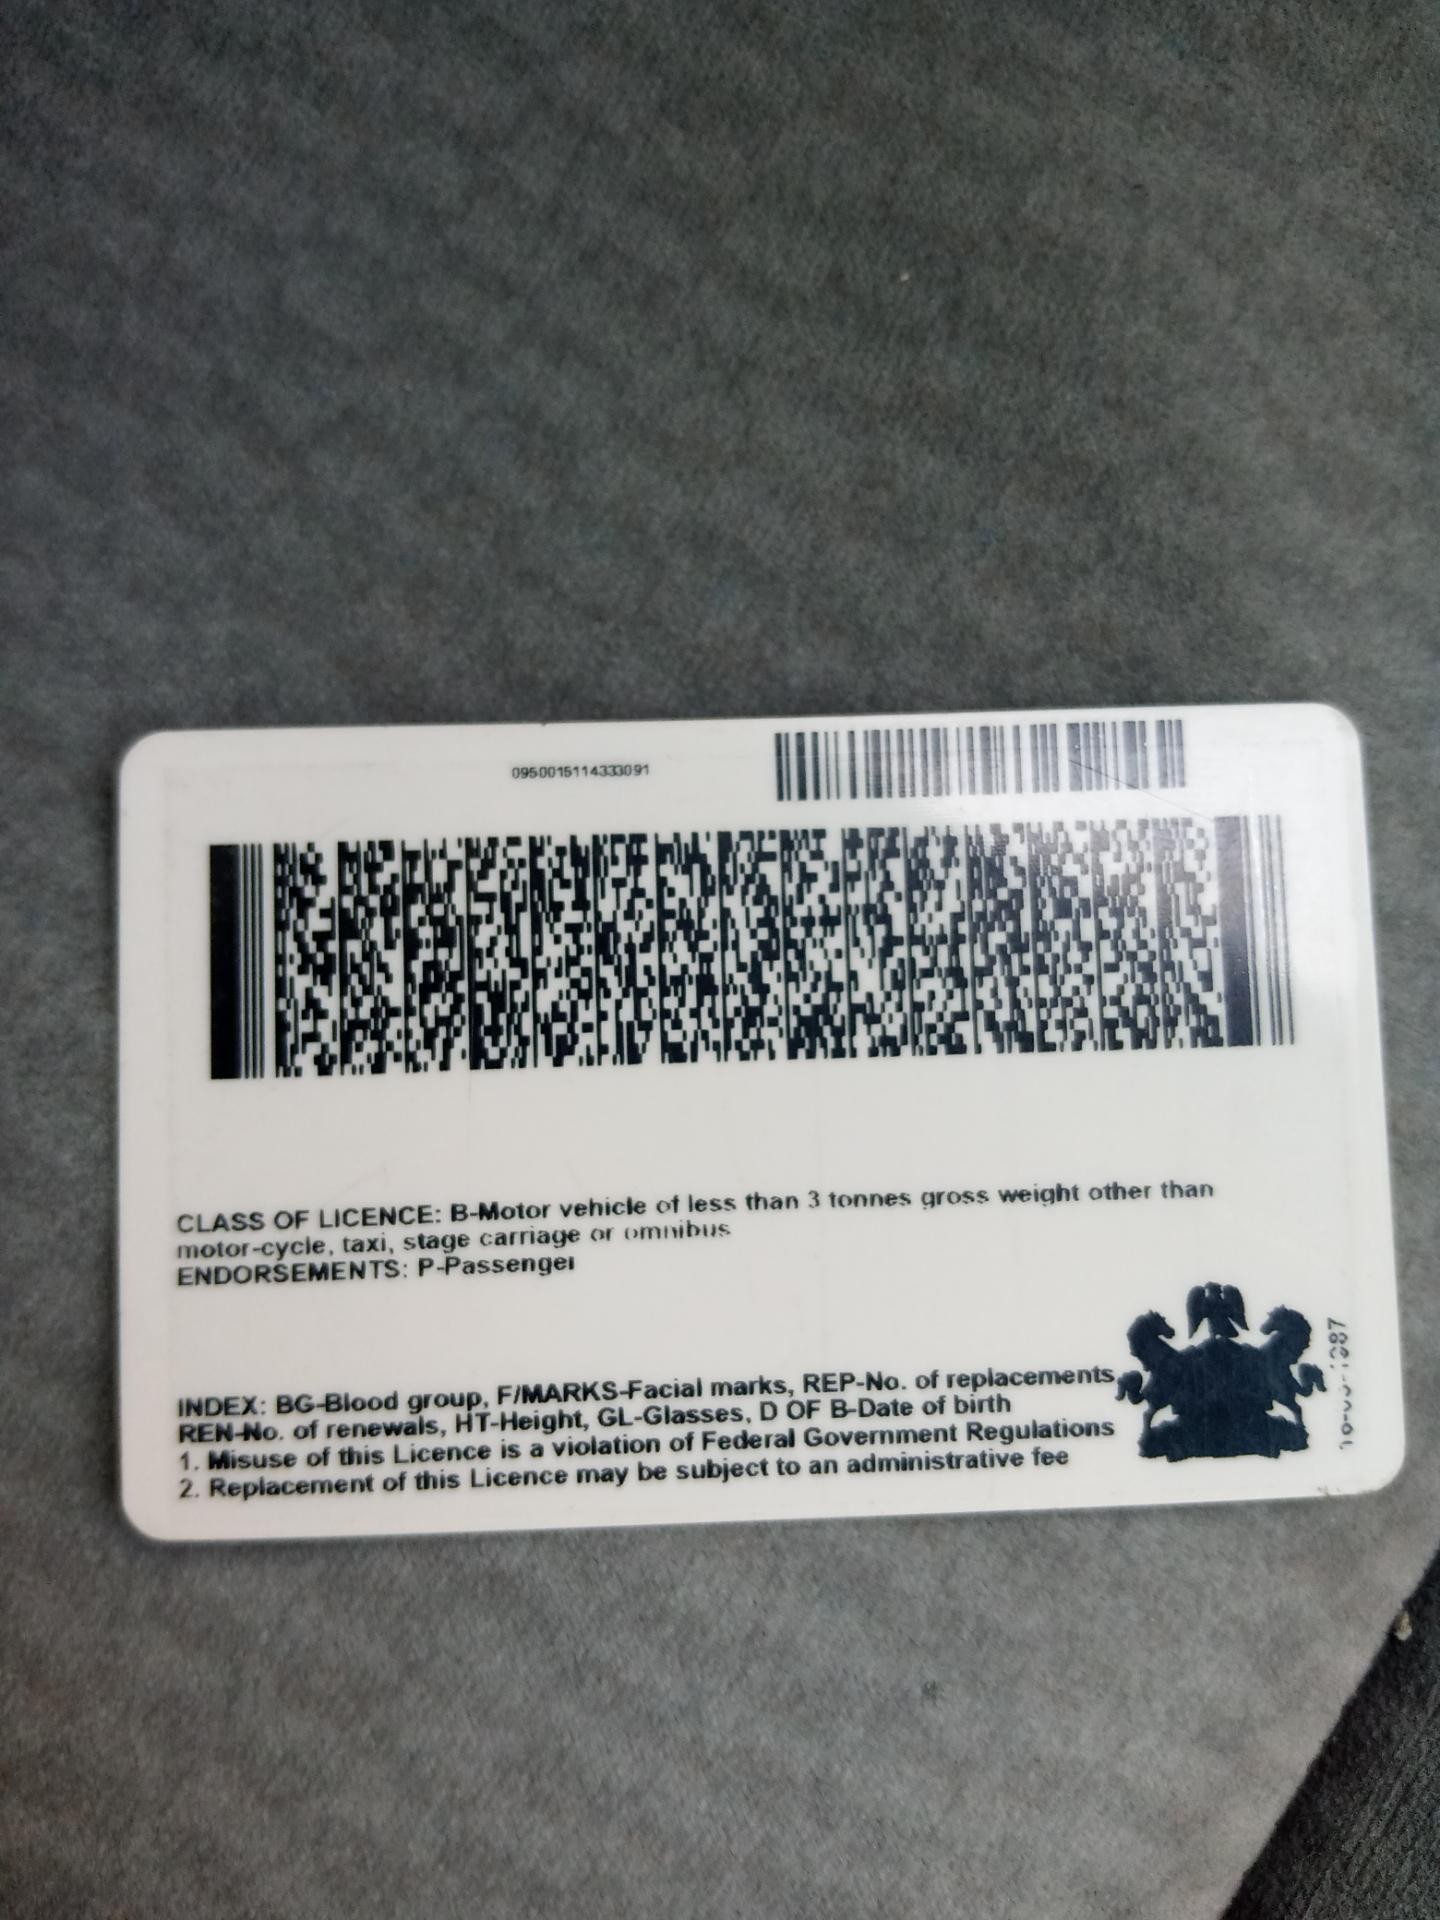 0950015114333091
CLASS OF LICENCE: B-Motor vehicle of less than 3 tonnes gross weight other than
motor-cycle, taxi, stage carriage or omnibus
ENDORSEMENTS: P-Passenger
INDEX: BG-Blood group, F/MARKS-Facial marks, REP-No. of replacements,
REN-No. of renewals, HT-Height, GL-Glasses, D OF B-Date of birth
1. Misuse of this Licence is a violation of Federal Government Regulations
2. Replacement of this Licence may be subject to an administrative fee